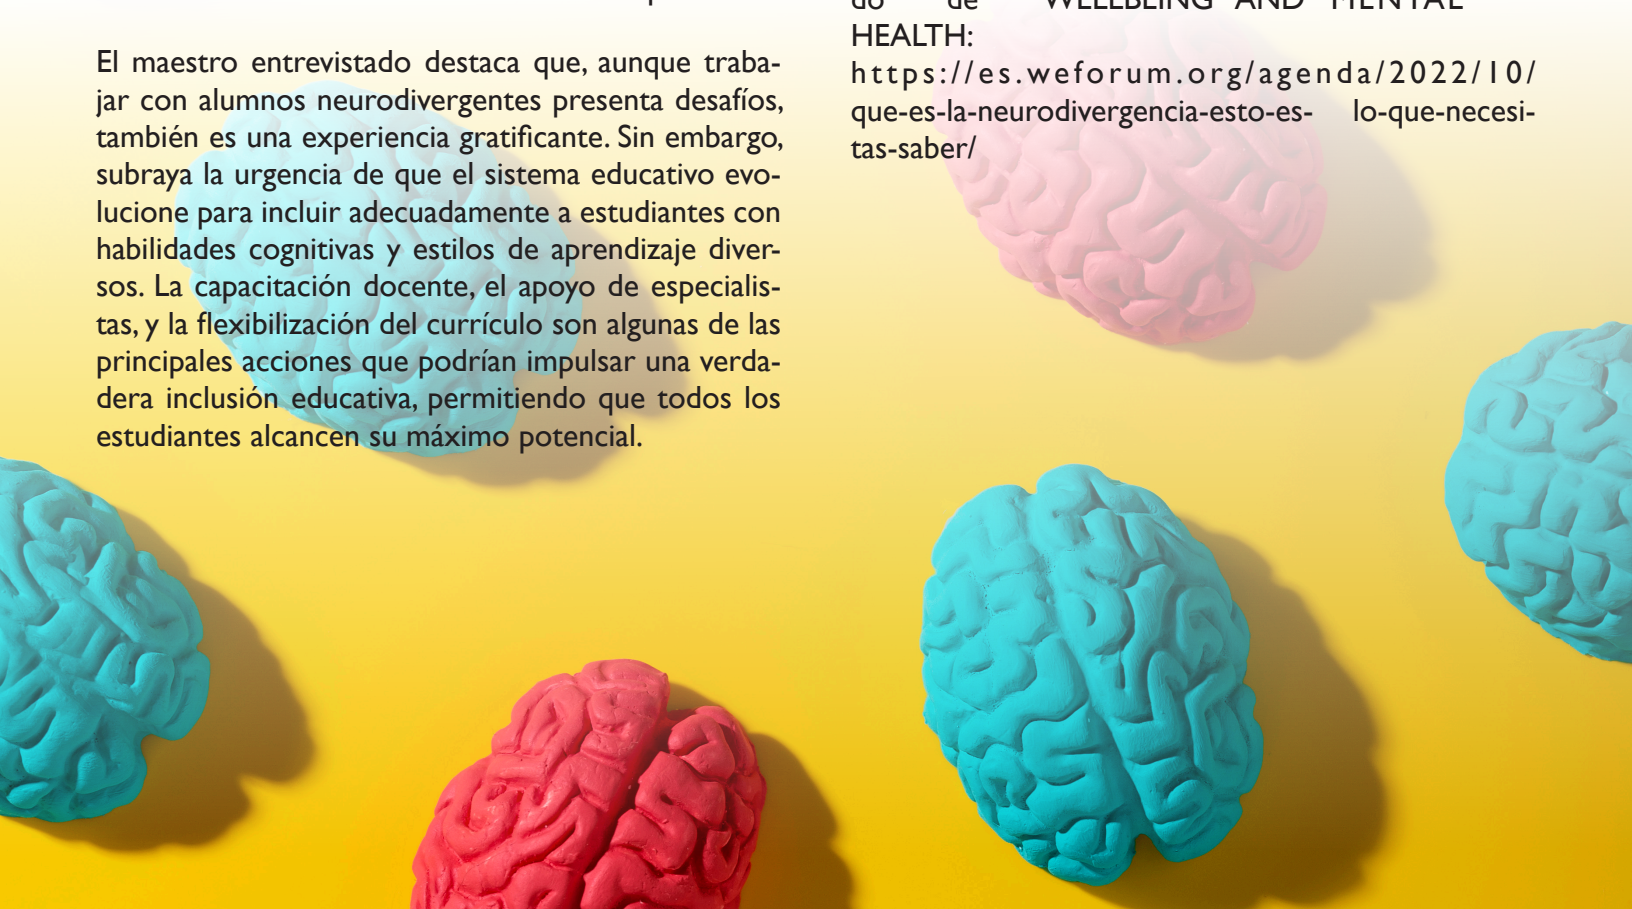 El maestro entrevistado destaca que, aunque traba-
jar con alumnos neurodivergentes presenta desafíos,
también es una experiencia gratificante. Sin embargo,
subraya la urgencia de que el sistema educativo evo-
lucione para incluir adecuadamente a estudiantes con
habilidades cognitivas y estilos de aprendizaje diver-
sos. La capacitación docente, el apoyo de especialis-
tas, y la flexibilización del currículo son algunas de las
principales acciones que podrían impulsar una verda-
dera inclusión educativa, permitiendo que todos los
estudiantes alcancen su máximo potencial.
do de WELLBEING AND MENTAL
HEALTH:
https://es.weforum.org/agenda/2022/10/
que-es-la-neurodivergencia-esto-es- lo-que-necesi-
tas-saber/